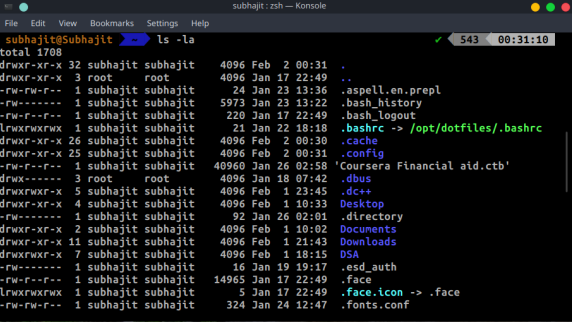 subhajit : zsh — Konsole
File Edit View Bookmarks Settings Help
subhajit@Subhajit ~ ls -la ✔ 543 00:31:10
total 1708
drwxr-xr-x 32 subhajit subhajit 4096 Feb 2 00:31 .
drwxr-xr-x 3 root root 4096 Jan 17 22:49 ..
-rw-rw-r-- 1 subhajit subhajit 24 Jan 23 13:36 .aspell.en.prepl
-rw------- 1 subhajit subhajit 5973 Jan 23 13:22 .bash_history
-rw-r--r-- 1 subhajit subhajit 220 Jan 17 22:49 .bash_logout
lrwxrwxrwx 1 subhajit subhajit 21 Jan 22 18:18 .bashrc -> /opt/dotfiles/.bashrc
drwxr-xr-x 26 subhajit subhajit 4096 Feb 2 00:30 .cache
drwxr-xr-x 25 subhajit subhajit 4096 Feb 2 00:31 .config
-rw-r--r-- 1 subhajit subhajit 40960 Jan 26 02:58 'Coursera Financial aid.ctb'
drwx------ 3 subhajit root 4096 Jan 18 07:42 .dbus
drwxrwxr-x 5 subhajit subhajit 4096 Feb 1 23:45 .dc++
drwxr-xr-x 4 subhajit subhajit 4096 Feb 1 10:33 Desktop
-rw------- 1 subhajit subhajit 92 Jan 26 02:01 .directory
drwxr-xr-x 2 subhajit subhajit 4096 Feb 1 10:02 Documents
drwxr-xr-x 11 subhajit subhajit 4096 Feb 1 21:43 Downloads
drwxrwxr-x 7 subhajit subhajit 4096 Feb 1 18:15 DSA
-rw------- 1 subhajit subhajit 16 Jan 19 19:17 .esd_auth
-rw-r--r-- 1 subhajit subhajit 14965 Jan 17 22:49 .face
lrwxrwxrwx 1 subhajit subhajit 5 Jan 17 22:49 .face.icon -> .face
-rw-rw-r-- 1 subhajit subhajit 324 Jan 24 12:47 .fonts.conf